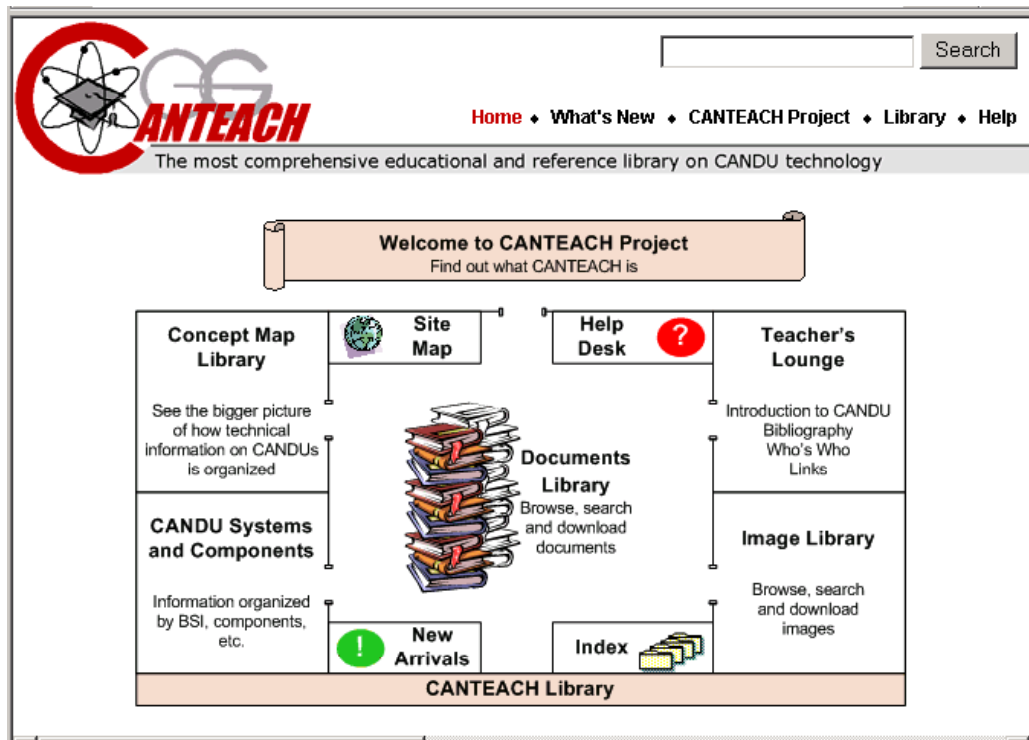 Search
CANTEACH
Home ♦ What's New ♦ CANTEACH Project ♦ Library ♦ Help
The most comprehensive educational and reference library on CANDU technology
Welcome to CANTEACH Project
Find out what CANTEACH is
Concept Map
Library
See the bigger picture
of how technical
information on CANDUs
is organized
Site
Map
Help
Desk
?
Teacher's
Lounge
Introduction to CANDU
Bibliography
Who's Who
Links
Documents
Library
Browse, search
and download
documents
CANDU Systems
and Components
Information organized
by BSI, components,
etc.
!
New
Arrivals
Index
Image Library
Browse, search
and download
images
CANTEACH Library